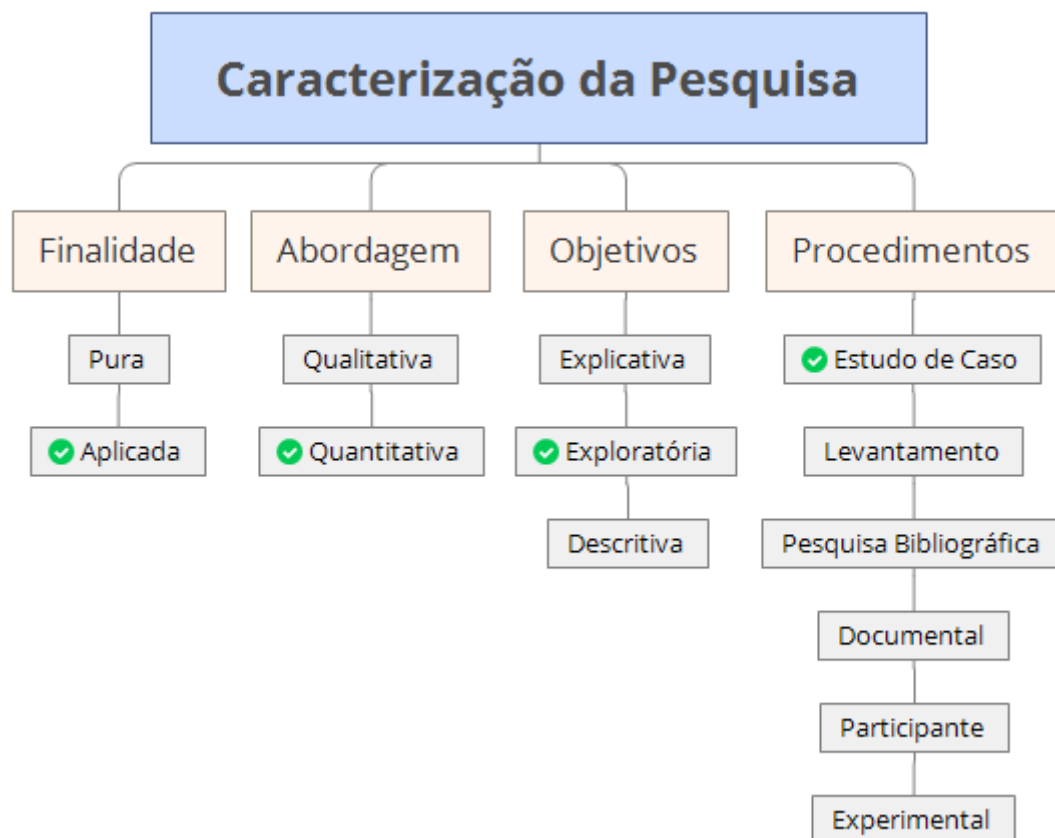 Caracterização da Pesquisa
Finalidade
Pura
Aplicada
Abordagem
Qualitativa
Quantitativa
Objetivos
Explicativa
Exploratória
Descritiva
Procedimentos
Estudo de Caso
Levantamento
Pesquisa Bibliográfica
Documental
Participante
Experimental